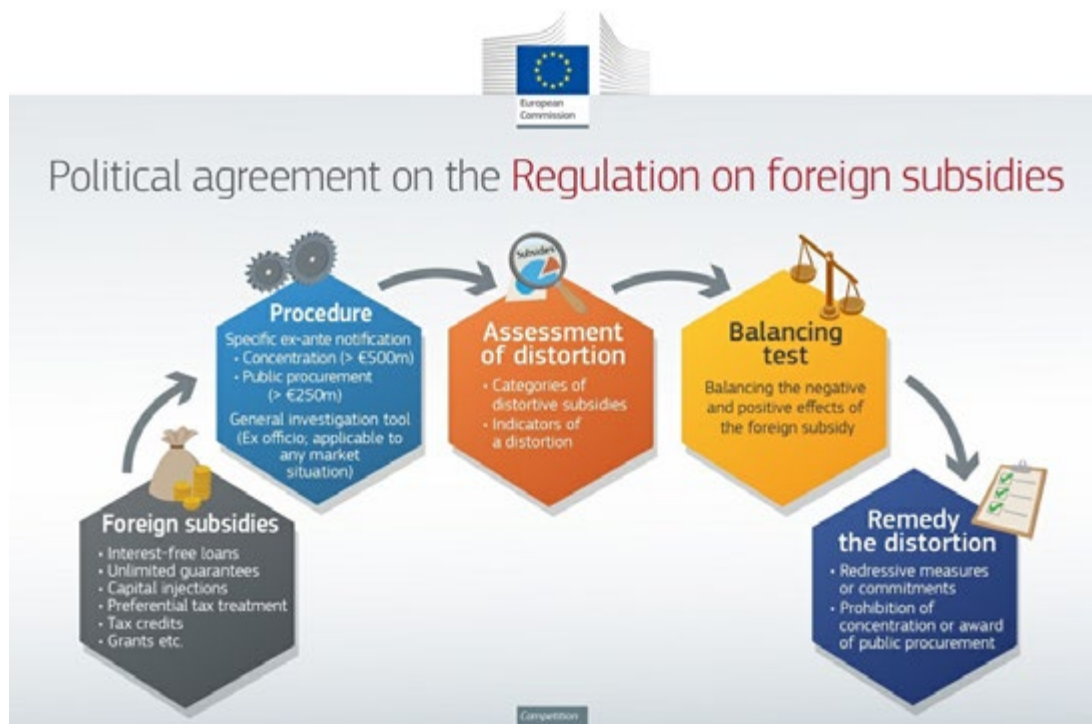 European
Commission
Political agreement on the Regulation on foreign subsidies
Foreign subsidies
• Interest-free loans
• Unlimited guarantees
• Capital injections
• Preferential tax treatment
• Tax credits
• Grants etc.
Procedure
Specific ex-ante notification
• Concentration (> €500m)
• Public procurement
(> €250m)
General investigation tool
(Ex officio; applicable to
any market
situation)
Subsidies
Assessment
of distortion
• Categories of
distortive subsidies
• Indicators of
a distortion
Balancing
test
Balancing the negative
and positive effects of
the foreign subsidy
Remedy
the distortion
• Redressive measures
or commitments
• Prohibition of
concentration or award
of public procurement
Competition